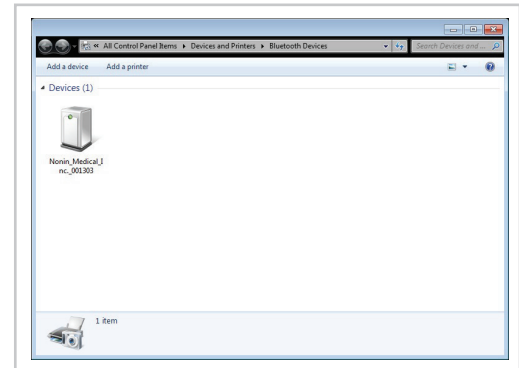 « All Control Panel Items ▸ Devices and Printers ▸ Bluetooth Devices
Search Devices and ...
Add a device Add a printer
Devices (1)
Nonin_Medical_I
nc._001303
1 item